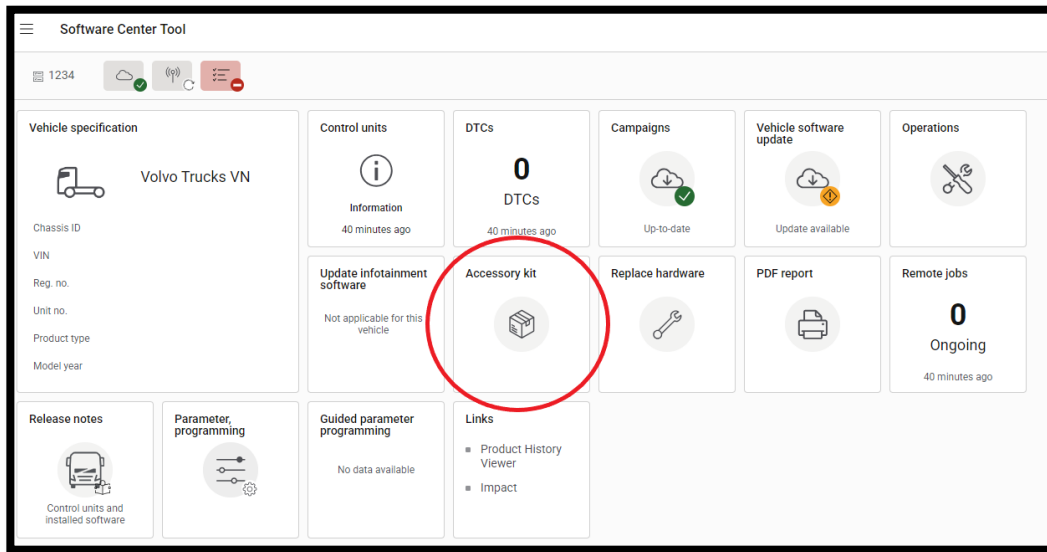 Software Center Tool
1234
Vehicle specification
Volvo Trucks VN
Chassis ID
VIN
Reg. no.
Unit no.
Product type
Model year
Control units
Information
40 minutes ago
DTCs
0
DTCs
40 minutes ago
Campaigns
Up-to-date
Vehicle software
update
Update available
Operations
Update infotainment
software
Not applicable for this
vehicle
Accessory kit
Replace hardware
PDF report
Remote jobs
0
Ongoing
40 minutes ago
Release notes
Control units and
installed software
Parameter,
programming
Guided parameter
programming
No data available
Links
Product History
Viewer
Impact